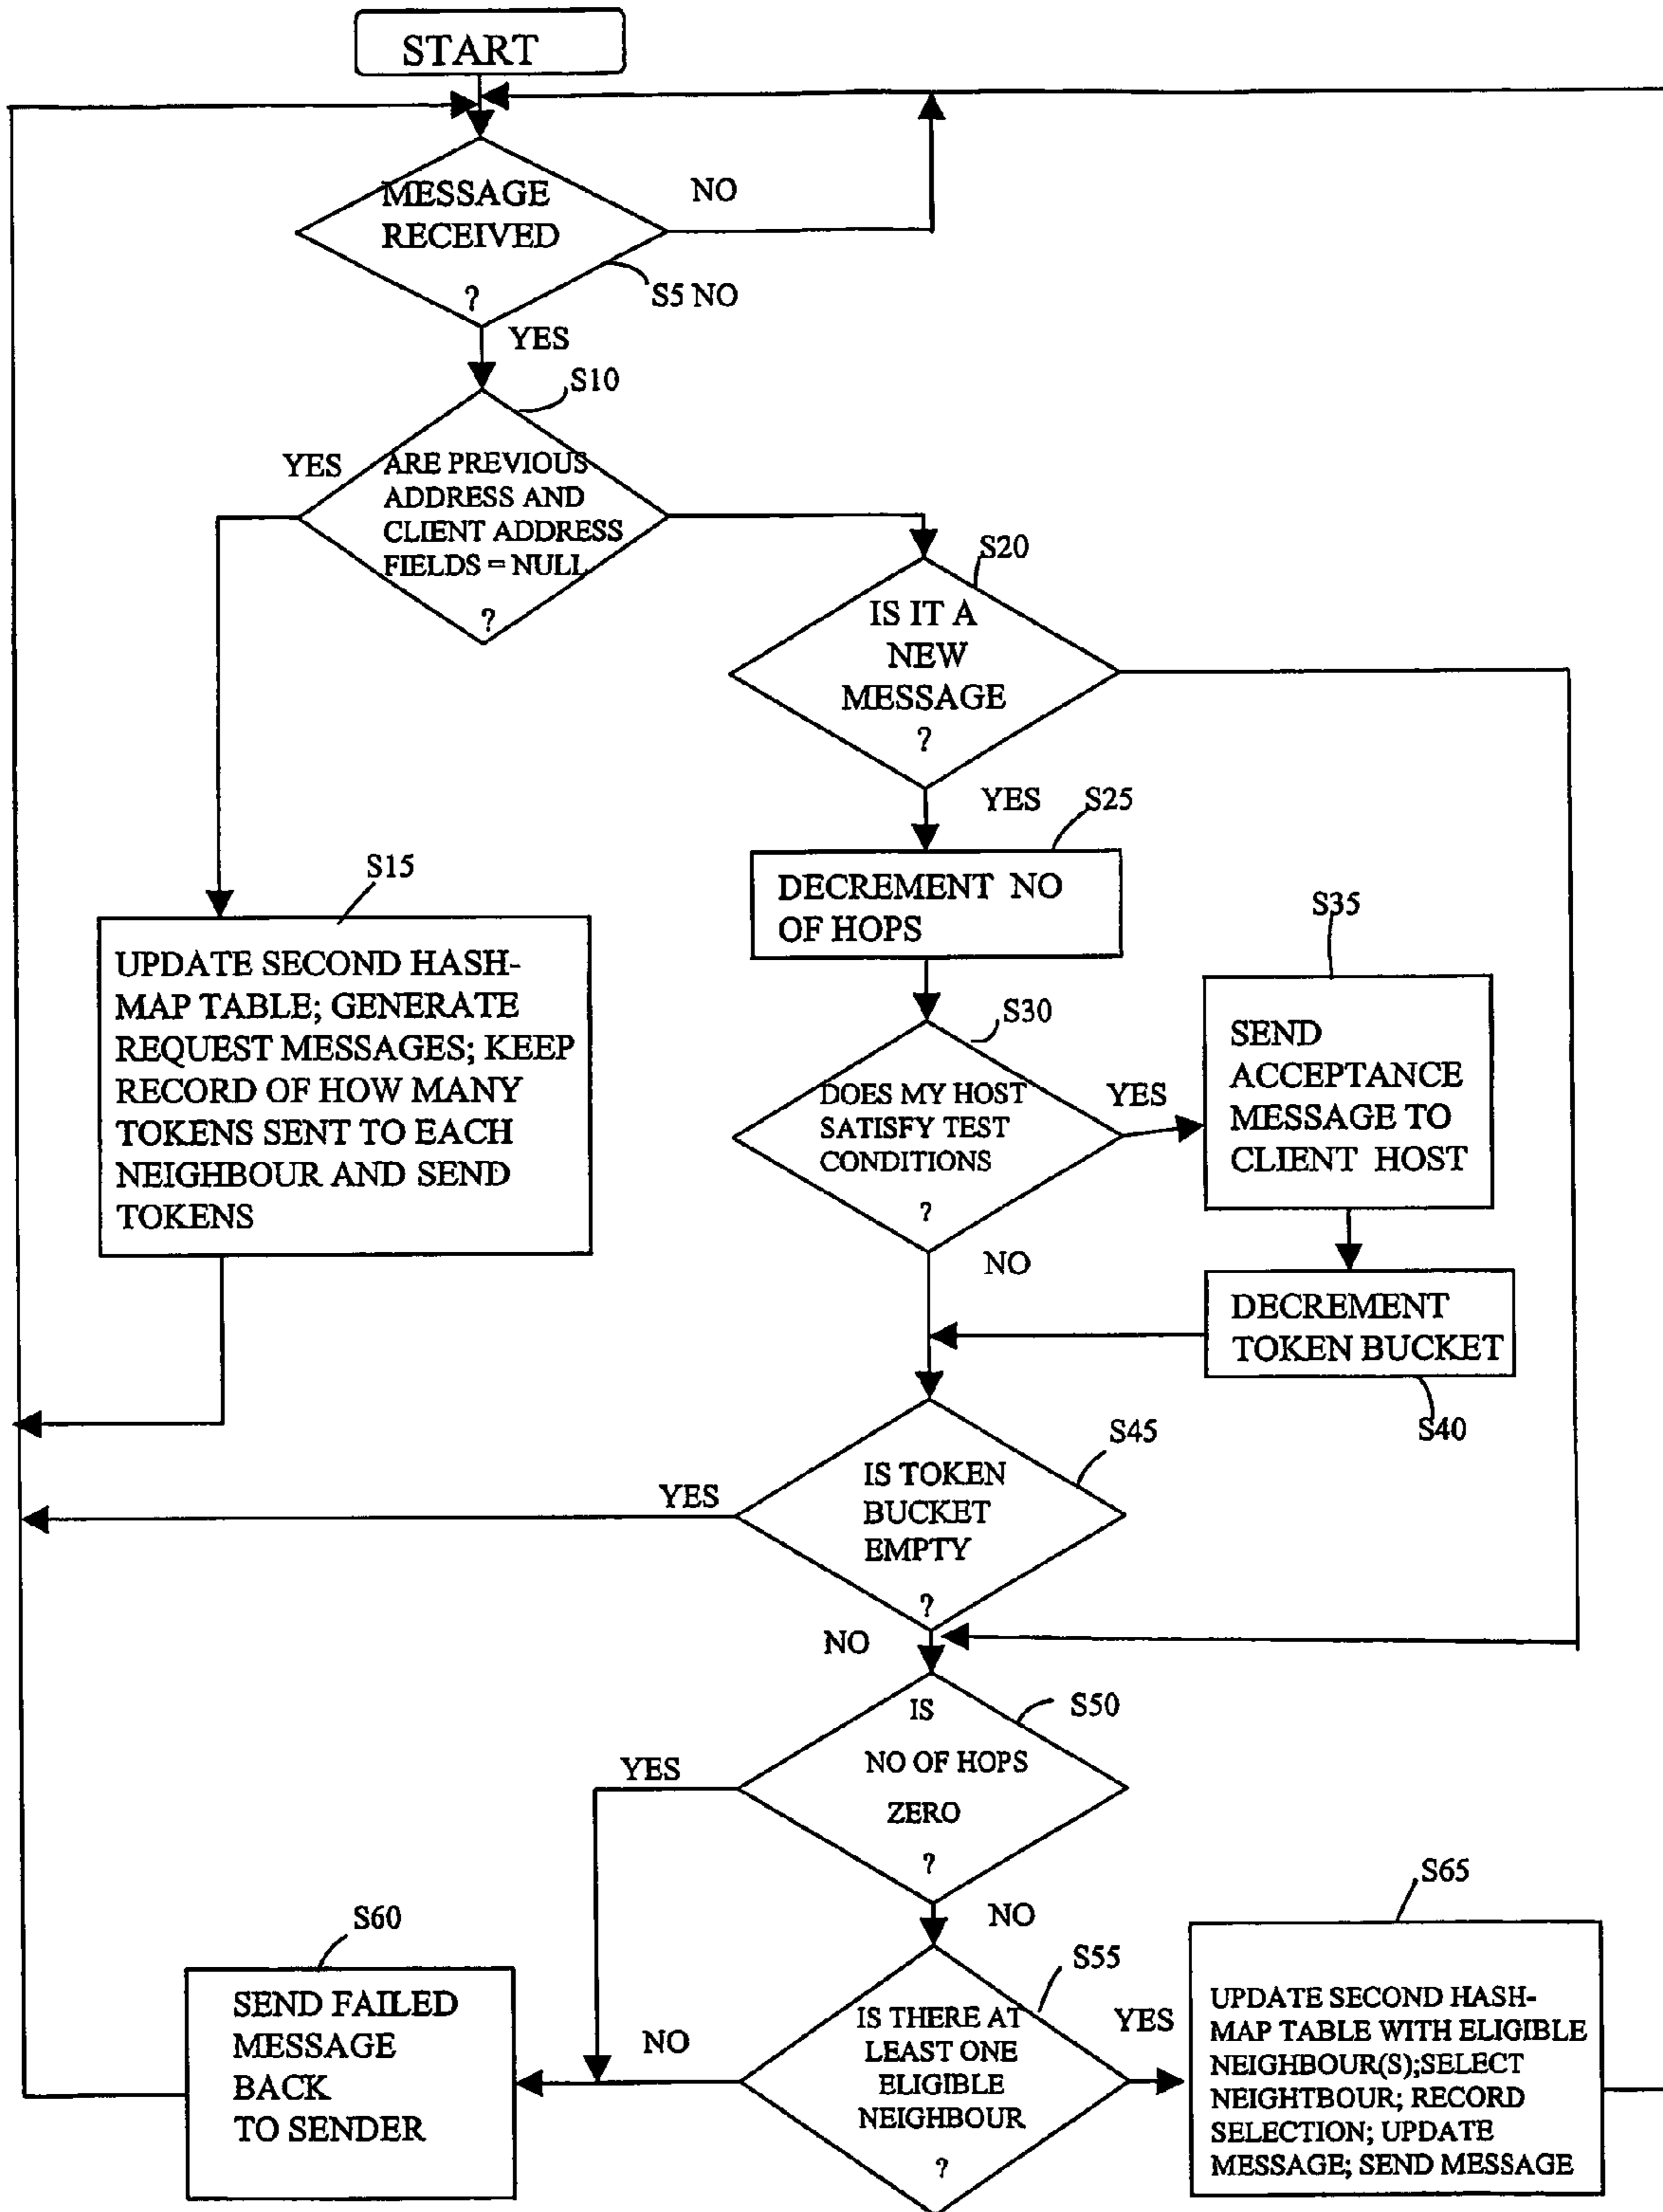 START
MESSAGE
RECEIVED
?
NO
S5 NO
YES
S10
YES
ARE PREVIOUS
ADDRESS AND
CLIENT ADDRESS
FIELDS = NULL
?
S20
IS IT A
NEW
MESSAGE
?
YES
S25
DECREMENT NO
OF HOPS
S15
UPDATE SECOND HASH-
MAP TABLE; GENERATE
REQUEST MESSAGES; KEEP
RECORD OF HOW MANY
TOKENS SENT TO EACH
NEIGHBOUR AND SEND
TOKENS
S30
DOES MY HOST
SATISFY TEST
CONDITIONS
?
YES
NO
S35
SEND
ACCEPTANCE
MESSAGE TO
CLIENT HOST
DECREMENT
TOKEN BUCKET
S40
S45
IS TOKEN
BUCKET
EMPTY
?
YES
NO
S50
IS
NO OF HOPS
ZERO
?
YES
NO
S55
IS THERE AT
LEAST ONE
ELIGIBLE
NEIGHBOUR
?
NO
YES
S60
SEND FAILED
MESSAGE
BACK
TO SENDER
S65
UPDATE SECOND HASH-
MAP TABLE WITH ELIGIBLE
NEIGHBOUR(S);SELECT
NEIGHTBOUR; RECORD
SELECTION; UPDATE
MESSAGE; SEND MESSAGE